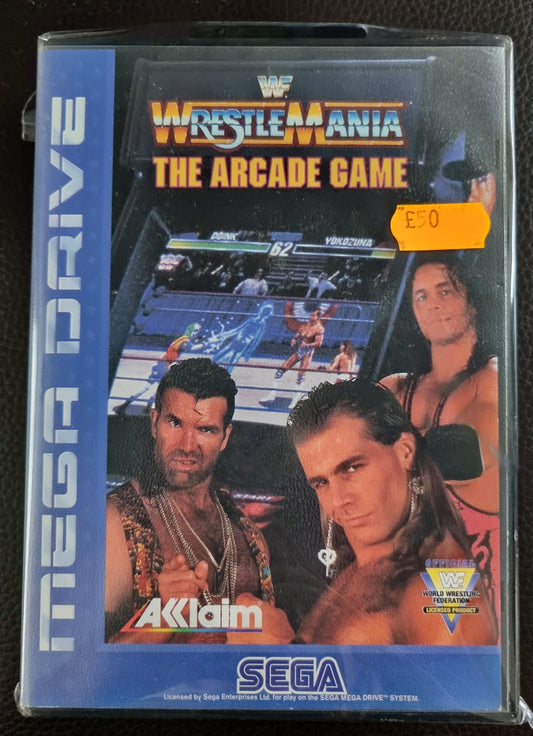 MEGA DRIVE
WF
WRESTLEMANIA
THE ARCADE GAME
£50
DOINK
62
YOKOZUNA
AKklaim
OFFICIAL
WF
WORLD WRESTLING
FEDERATION
LICENSED PRODUCT
SEGA
Licensed by Sega Enterprises Ltd. for play on the SEGA MEGA DRIVE™ SYSTEM.